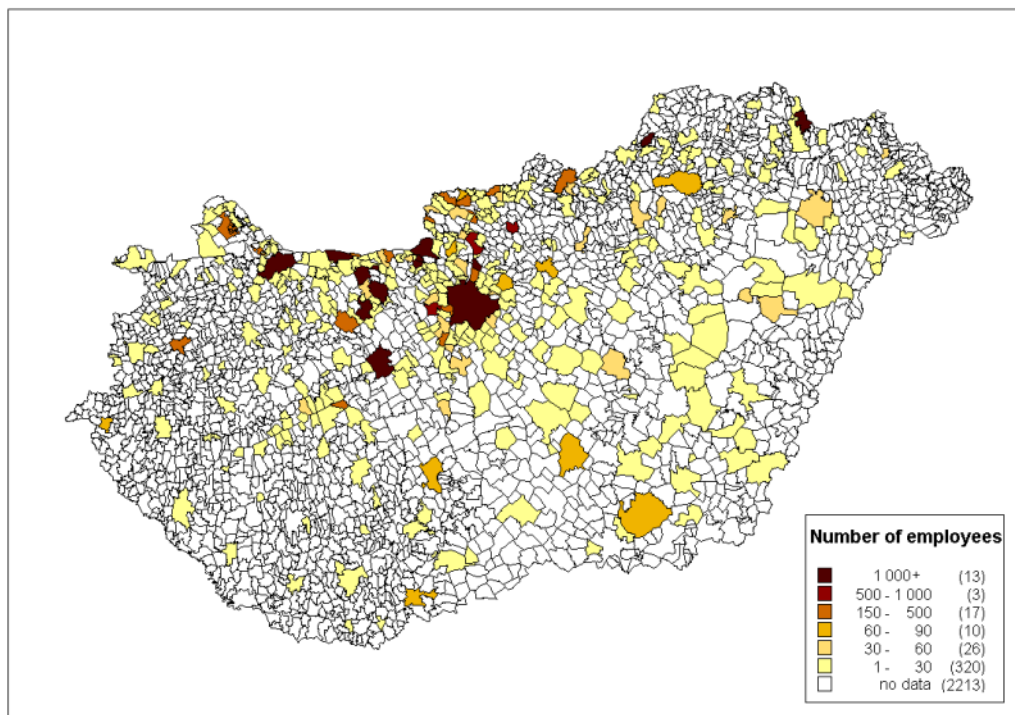 Number of employees
1 000+ (13)
500 - 1 000 (3)
150 - 500 (17)
60 - 90 (10)
30 - 60 (26)
1 - 30 (320)
no data (2213)